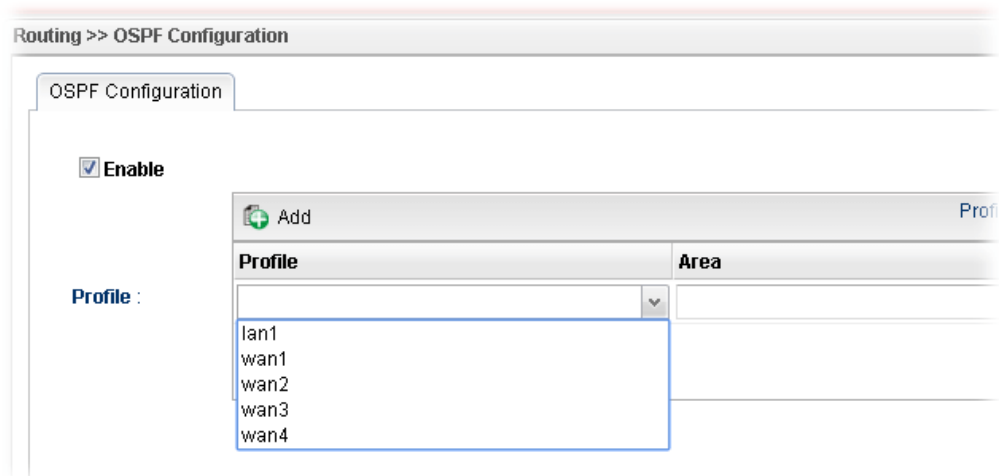 Routing >> OSPF Configuration
OSPF Configuration
Enable
Add
Profile Area
Profile :
lan1
wan1
wan2
wan3
wan4